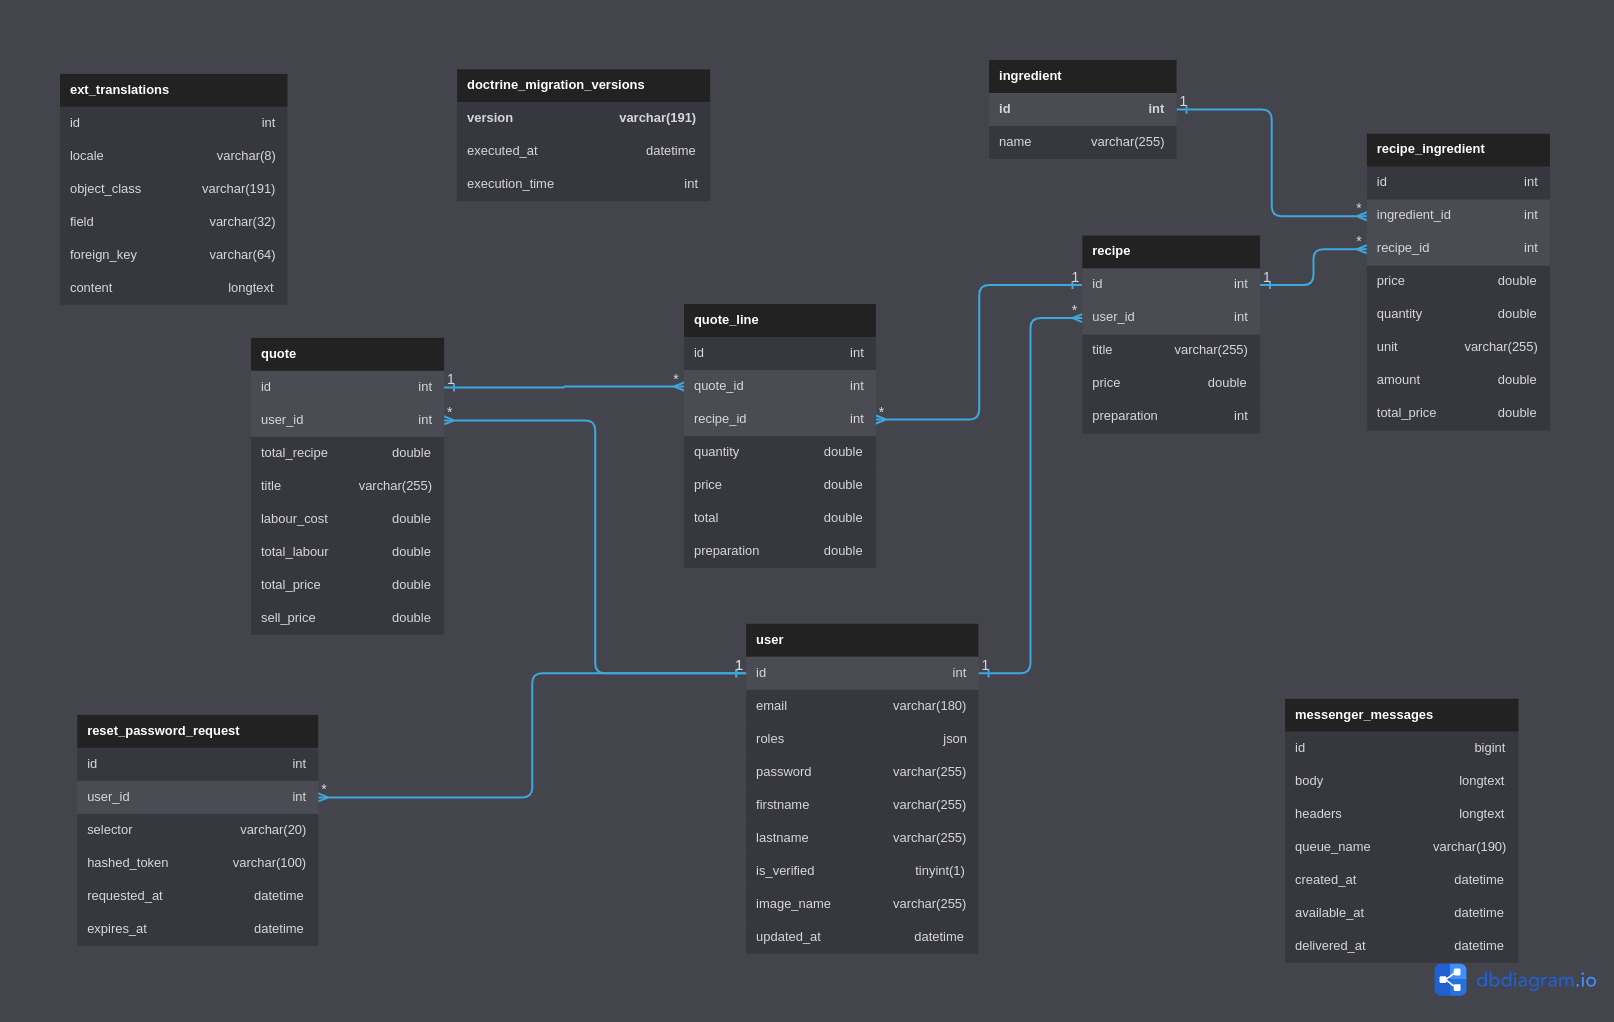 ext_translations
id int
locale varchar(8)
object_class varchar(191)
field varchar(32)
foreign_key varchar(64)
content longtext
doctrine_migration_versions
version varchar(191)
executed_at datetime
execution_time int
ingredient
id int
name varchar(255)
1
*
*
recipe_ingredient
id int
ingredient_id int
recipe_id int
price double
quantity double
unit varchar(255)
amount double
total_price double
recipe
1 id int 1
* user_id int
title varchar(255)
price double
preparation int
quote_line
id int
* quote_id int
recipe_id int *
quantity double
price double
total double
preparation double
quote
id int 1
user_id int *
total_recipe double
title varchar(255)
labour_cost double
total_labour double
total_price double
sell_price double
user
1 id int 1
email varchar(180)
roles json
password varchar(255)
firstname varchar(255)
lastname varchar(255)
is_verified tinyint(1)
image_name varchar(255)
updated_at datetime
reset_password_request
id int
user_id int *
selector varchar(20)
hashed_token varchar(100)
requested_at datetime
expires_at datetime
messenger_messages
id bigint
body longtext
headers longtext
queue_name varchar(190)
created_at datetime
available_at datetime
delivered_at datetime
dbdiagram.io